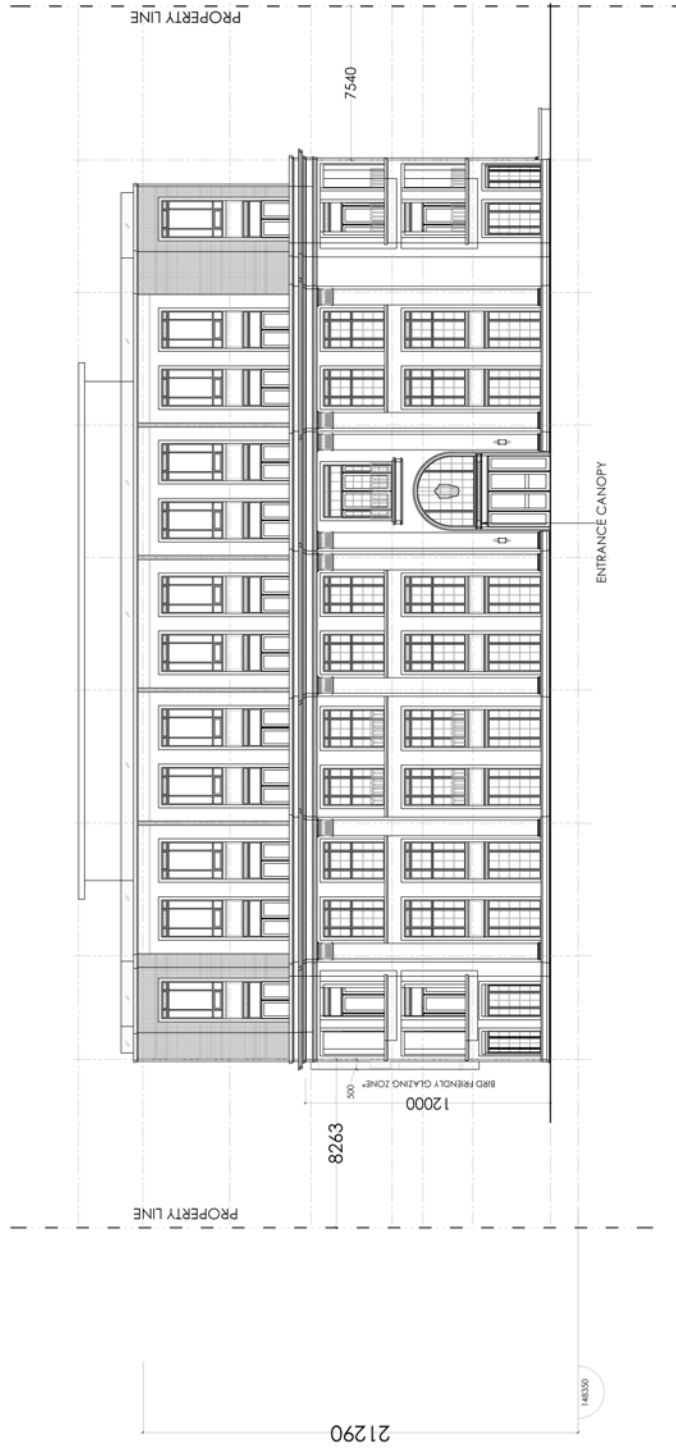 PROPERTY LINE
7540
ENTRANCE CANOPY
BIRD FRIENDLY GLAZING ZONE*
500
12000
8263
PROPERTY LINE
148350
21290